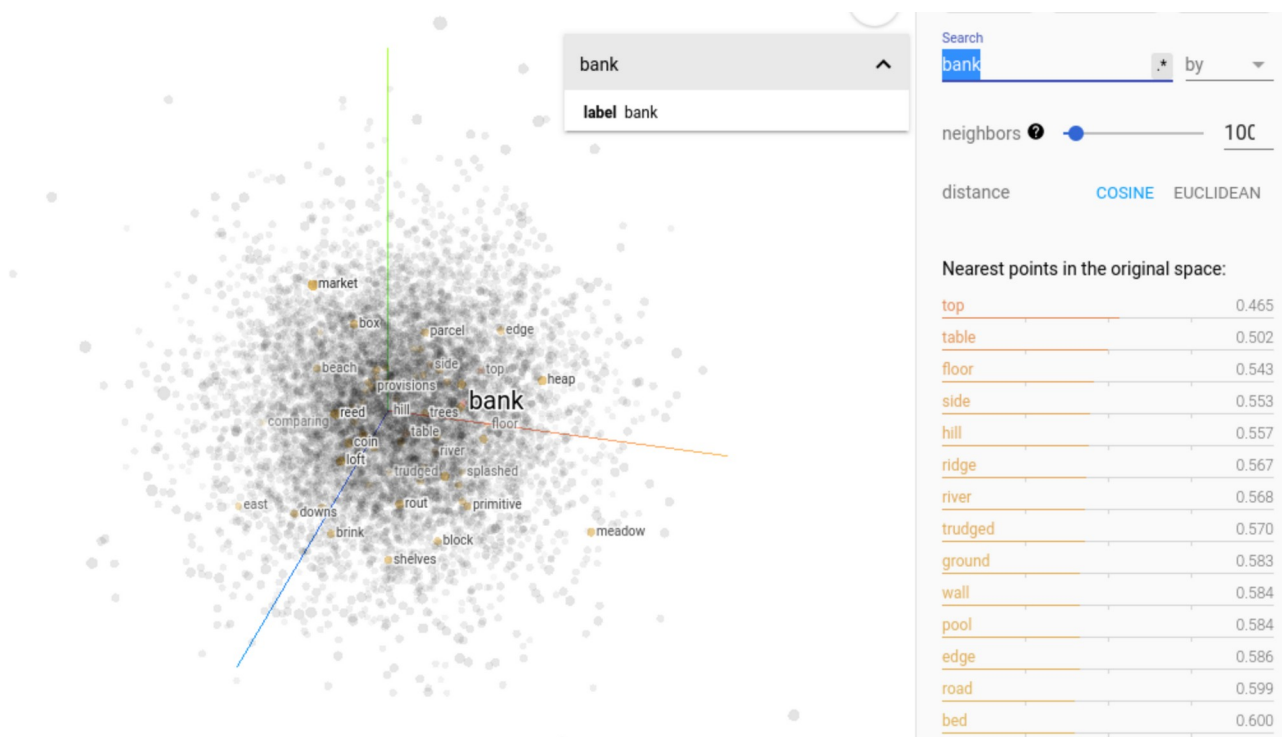 bank
label bank
market
box
parcel
edge
beach
side
top
provisions
heap
bank
reed
hill
trees
comparing
floor
coin
table
loft
river
trudged
splashed
east
downs
rout
primitive
brink
block
meadow
shelves
Search
bank .* by
neighbors ? 100
distance COSINE EUCLIDEAN
Nearest points in the original space:
top 0.465
table 0.502
floor 0.543
side 0.553
hill 0.557
ridge 0.567
river 0.568
trudged 0.570
ground 0.583
wall 0.584
pool 0.584
edge 0.586
road 0.599
bed 0.600